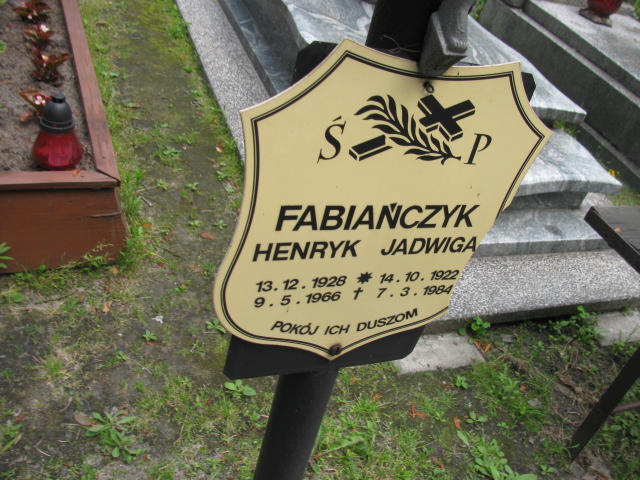 Ś P
FABIAŃCZYK
HENRYK JADWIGA
13.12.1928 * 14.10.1922
9.5.1966 † 7.3.1984
POKÓJ ICH DUSZOM